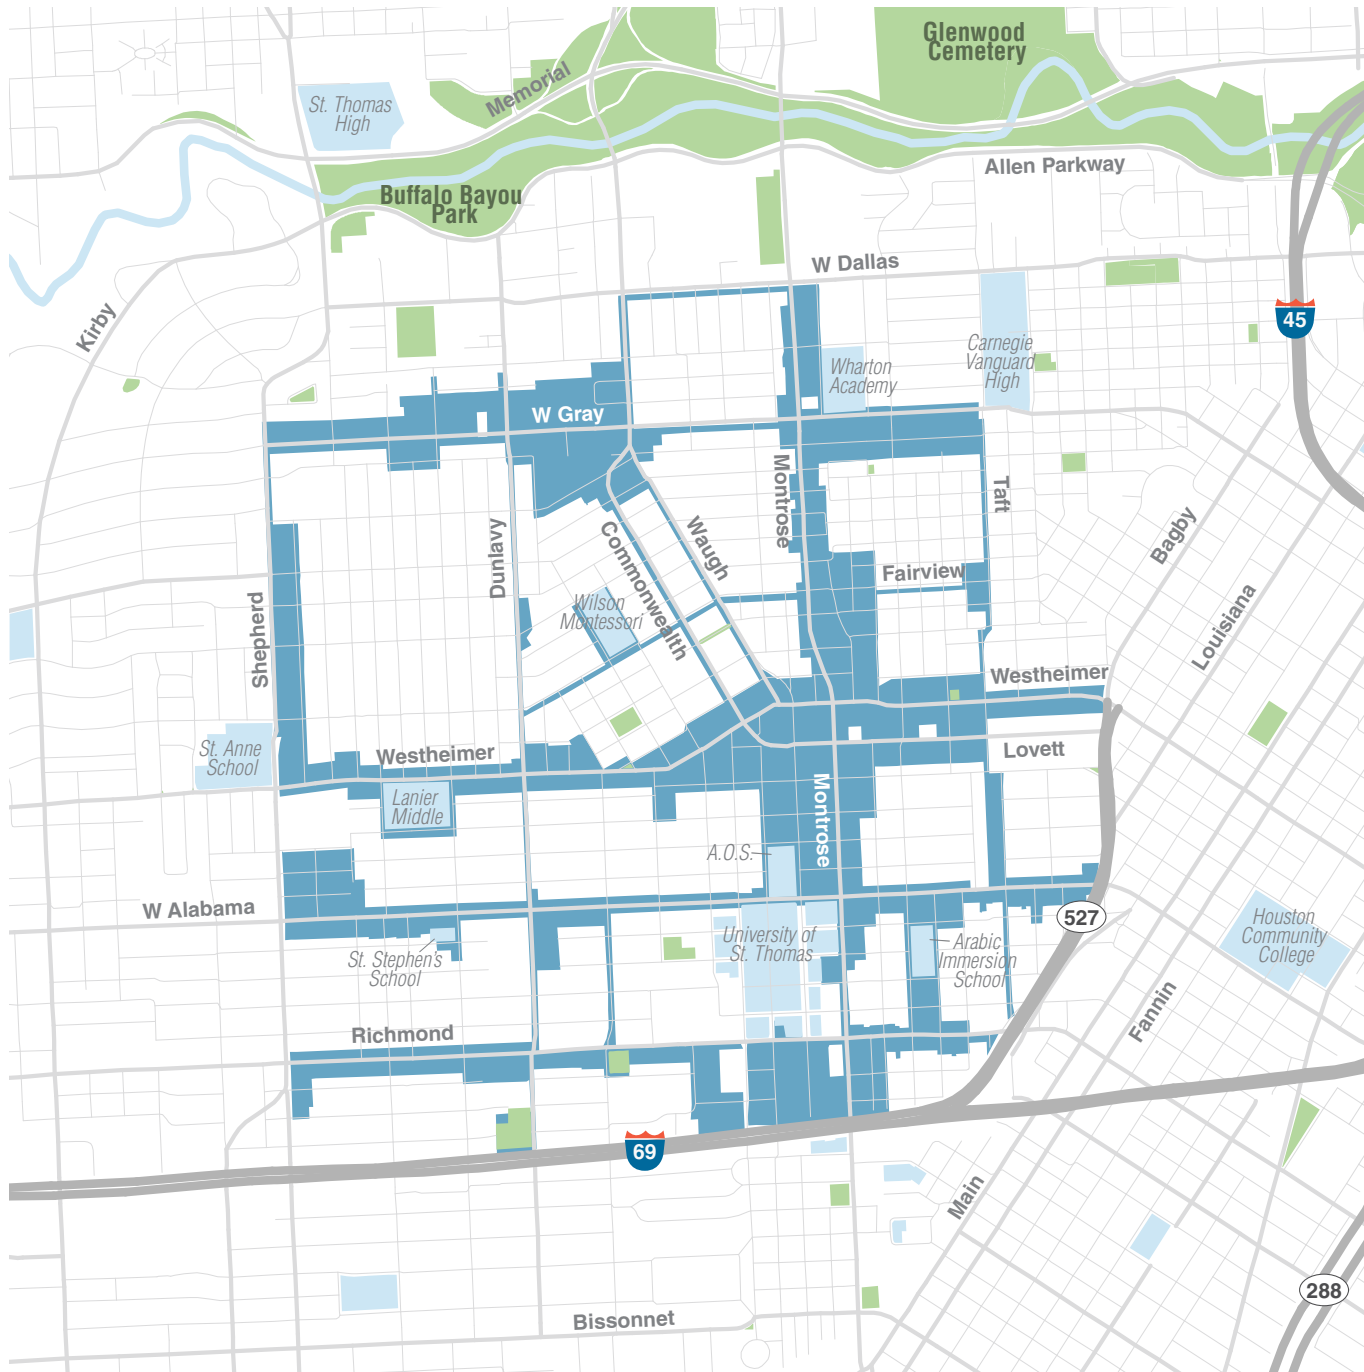 Glenwood
Cemetery
Memorial
St. Thomas
High
Allen Parkway
Buffalo Bayou
Park
W Dallas
Kirby
45
Carnegie
Vanguard
High
Wharton
Academy
W Gray
Montrose
Taft
Waugh
Bagby
Dunlavy
Commonwealth
Fairview
Wilson
Montessori
Shepherd
Louisiana
Westheimer
St. Anne
School
Westheimer
Lovett
Lanier
Middle
Montrose
A.O.S.
W Alabama
527
Houston
Community
College
University of
St. Thomas
Arabic
Immersion
School
St. Stephen's
School
Fannin
Richmond
69
Main
288
Bissonnet